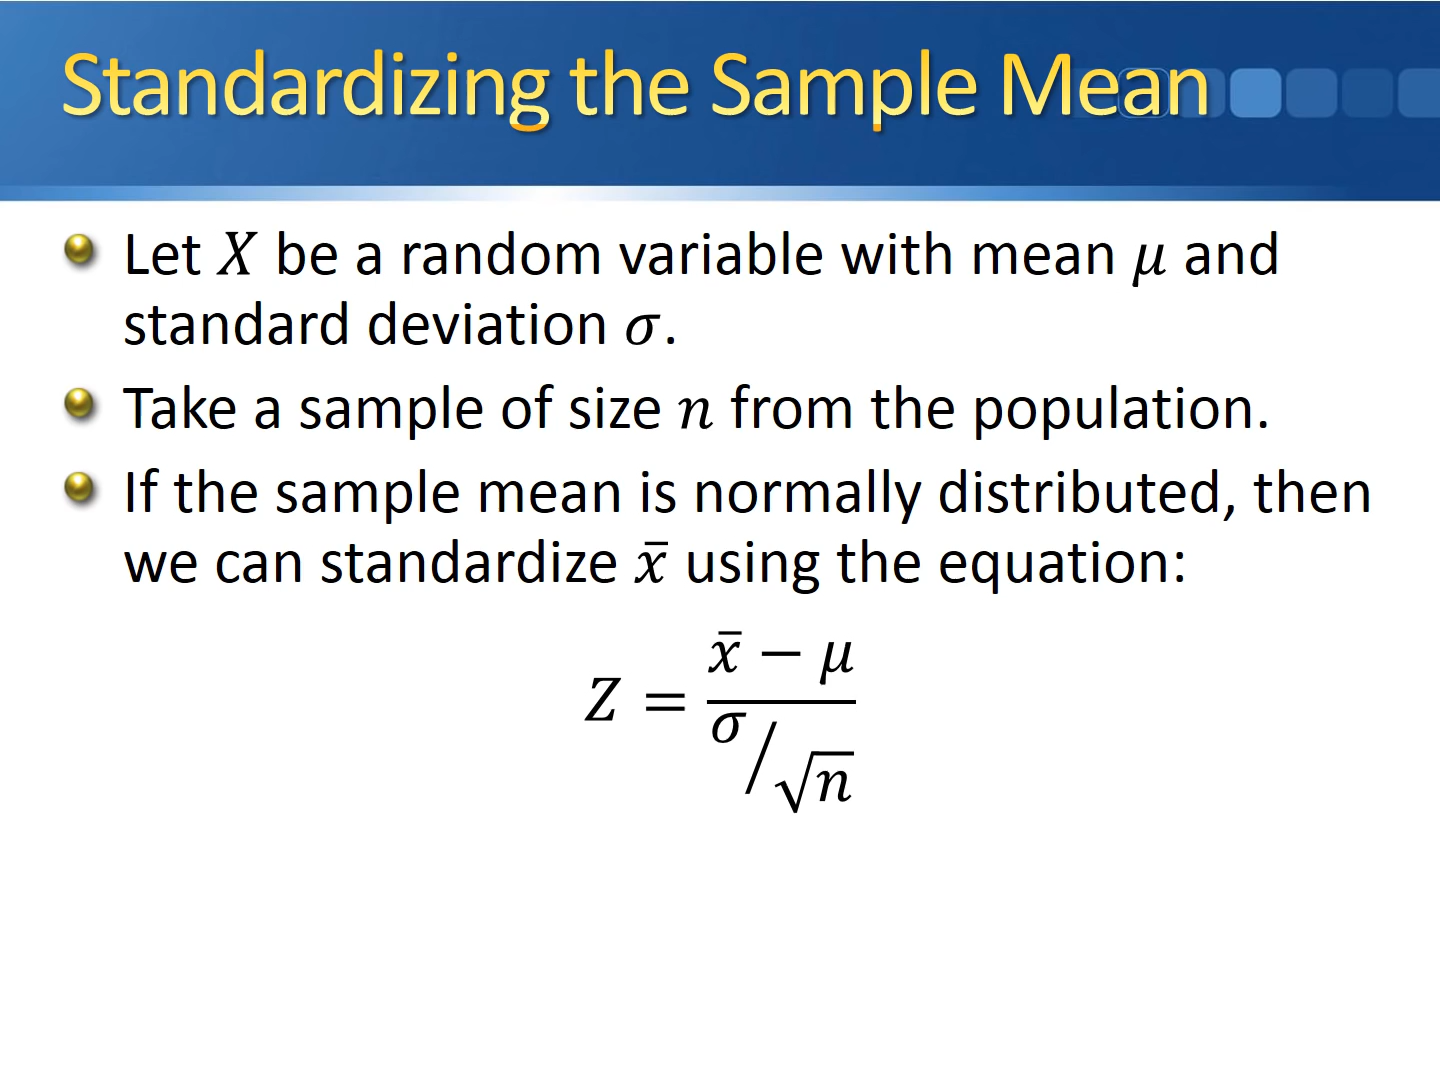 Standardizing the Sample Mean
Let X be a random variable with mean μ and
standard deviation σ.
Take a sample of size n from the population.
If the sample mean is normally distributed, then
we can standardize x̄ using the equation:
Z = (x̄ − μ) / (σ/√n)